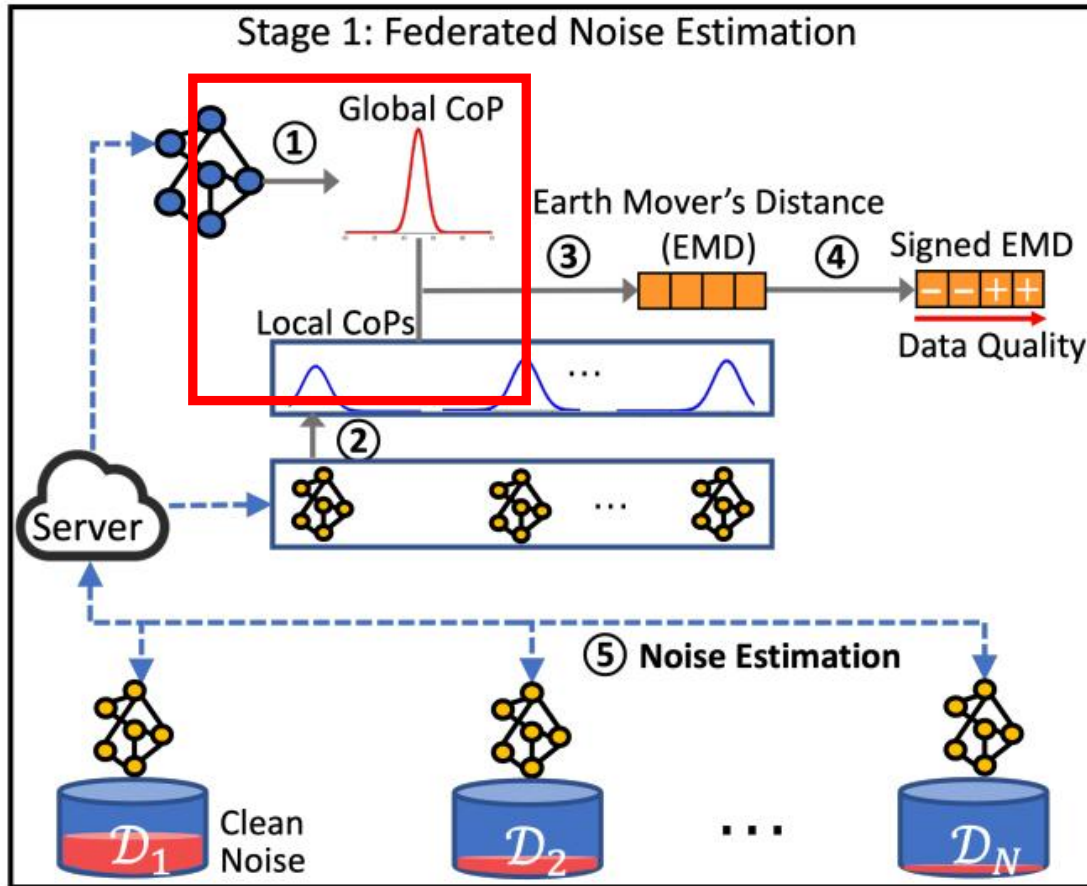 Stage 1: Federated Noise Estimation
① Global CoP
Earth Mover's Distance
(EMD)
③
④
Signed EMD
− − + +
Data Quality
Local CoPs
...
②
...
Server
⑤ Noise Estimation
Clean
Noise
𝒟₁
𝒟₂
...
𝒟_N